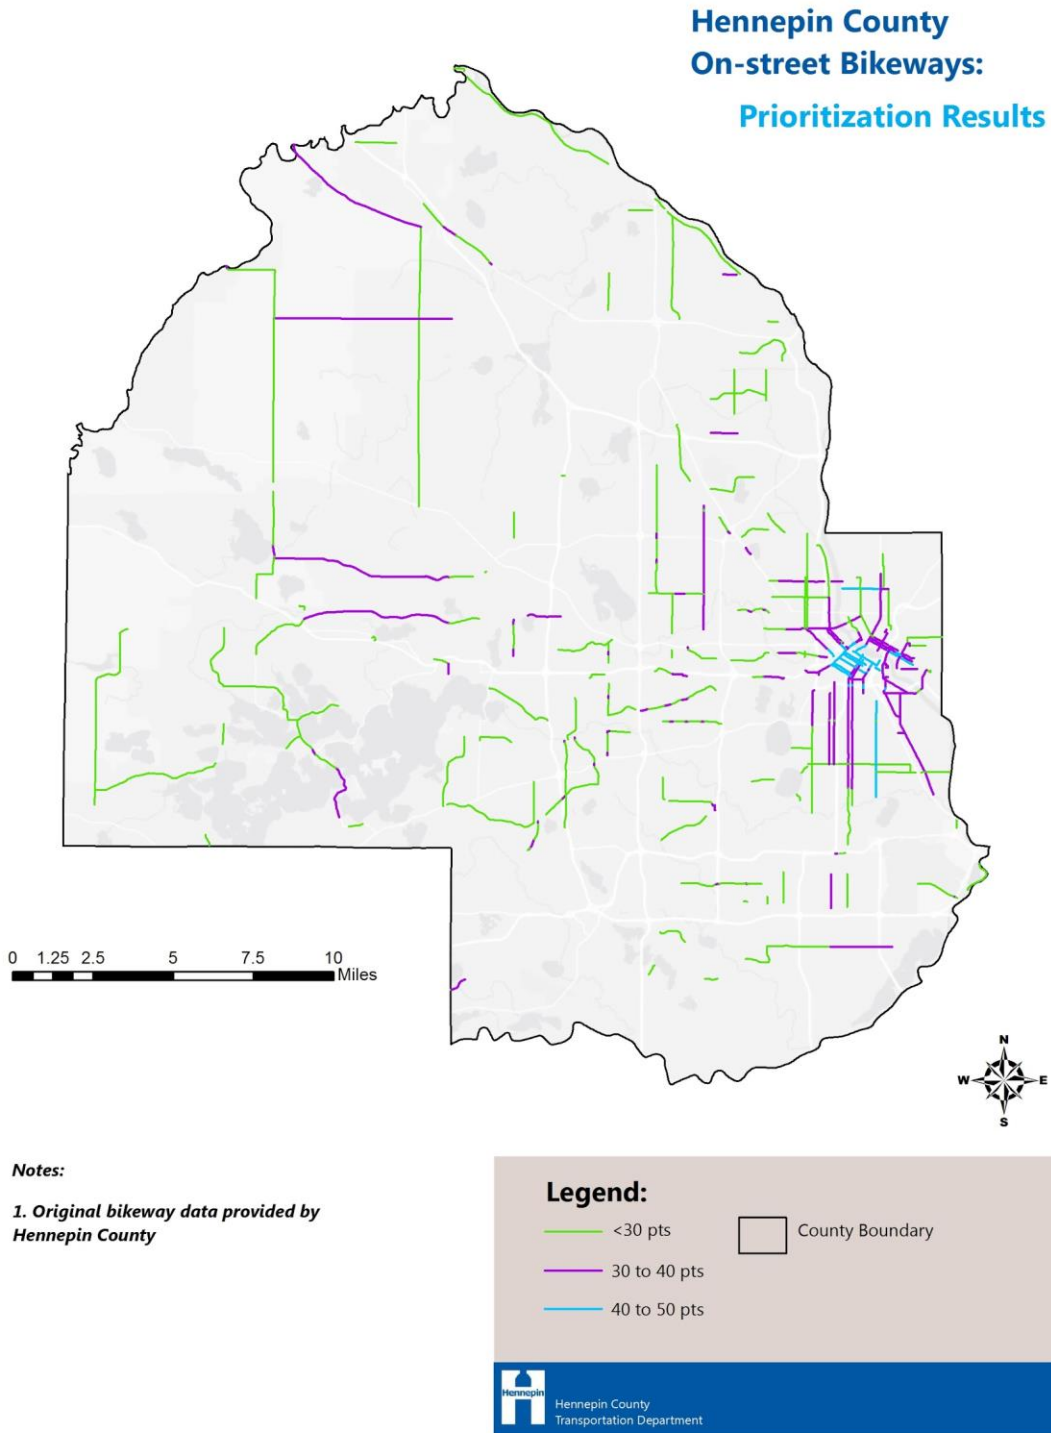 Hennepin County
On-street Bikeways:
Prioritization Results
0 1.25 2.5 5 7.5 10
Miles
N
W E
S
Notes:
1. Original bikeway data provided by
Hennepin County
Legend:
<30 pts
County Boundary
30 to 40 pts
40 to 50 pts
Hennepin
Hennepin County
Transportation Department